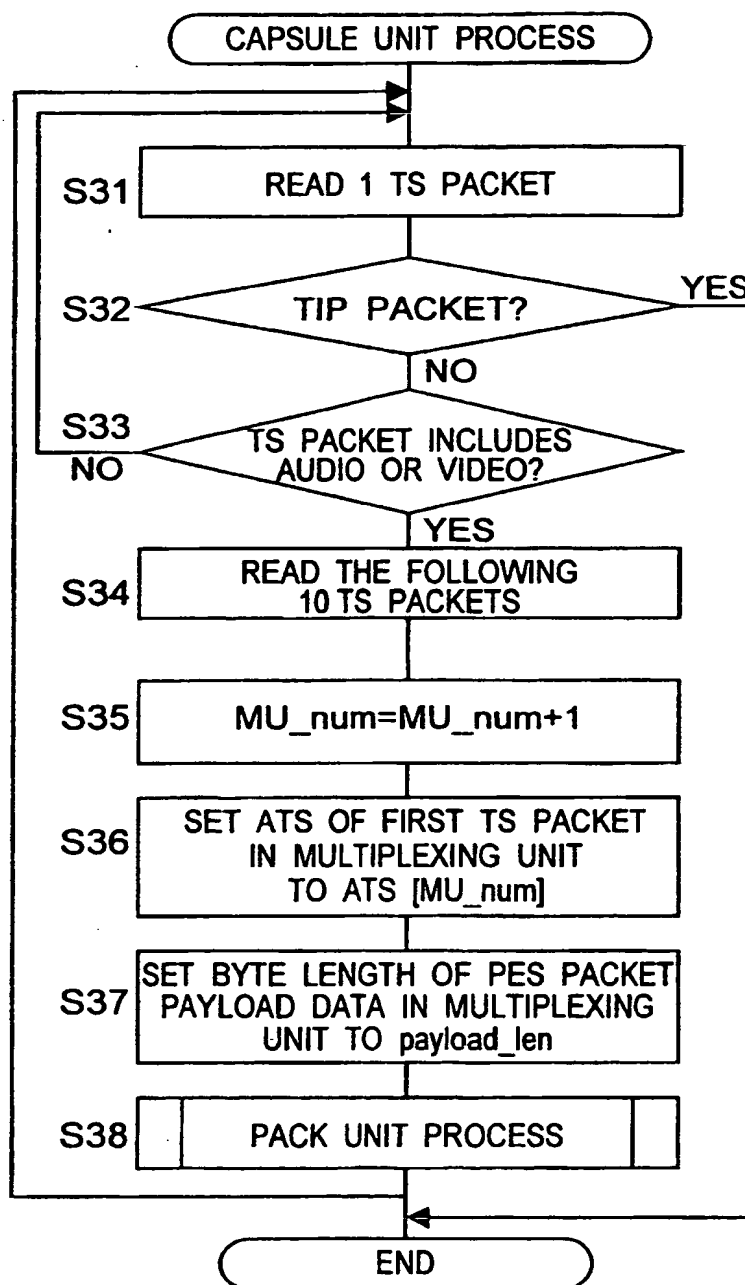 CAPSULE UNIT PROCESS
S31
READ 1 TS PACKET
S32
TIP PACKET?
YES
NO
S33
NO
TS PACKET INCLUDES
AUDIO OR VIDEO?
YES
S34
READ THE FOLLOWING
10 TS PACKETS
S35
MU_num=MU_num+1
S36
SET ATS OF FIRST TS PACKET
IN MULTIPLEXING UNIT
TO ATS [MU_num]
S37
SET BYTE LENGTH OF PES PACKET
PAYLOAD DATA IN MULTIPLEXING
UNIT TO payload_len
S38
PACK UNIT PROCESS
END